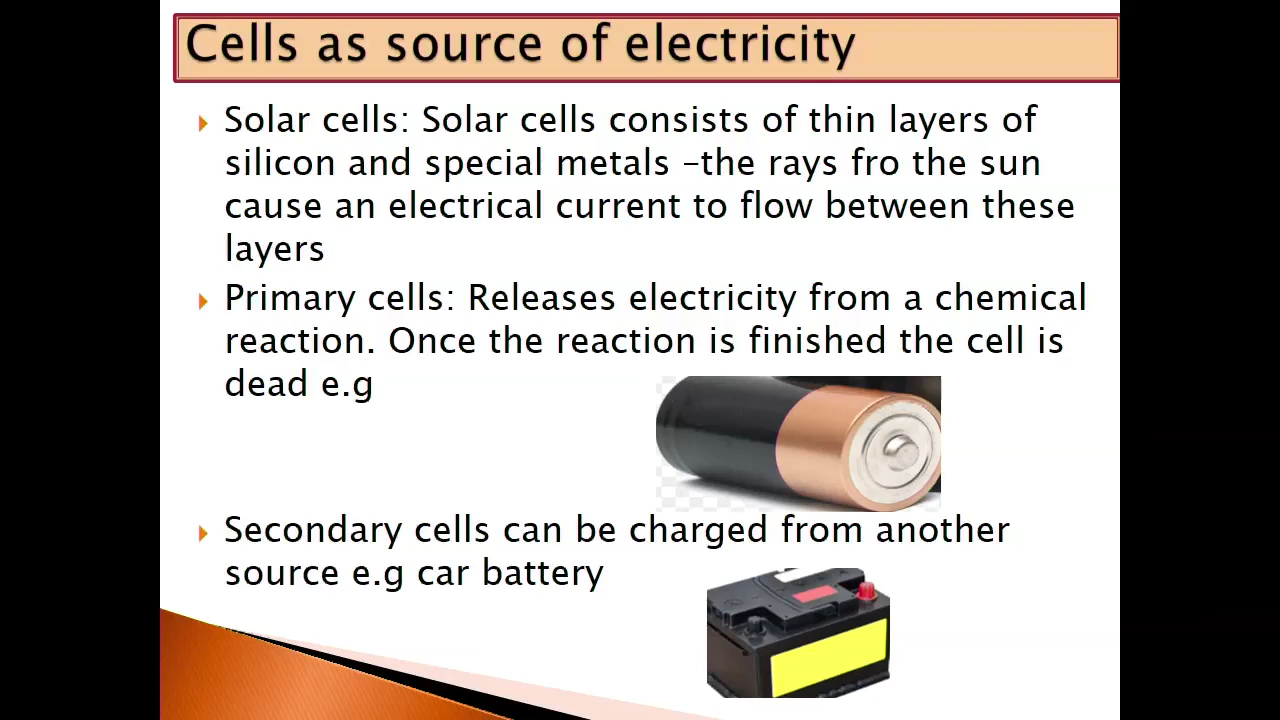 Cells as source of electricity
Solar cells: Solar cells consists of thin layers of
silicon and special metals –the rays fro the sun
cause an electrical current to flow between these
layers
Primary cells: Releases electricity from a chemical
reaction. Once the reaction is finished the cell is
dead e.g
Secondary cells can be charged from another
source e.g car battery